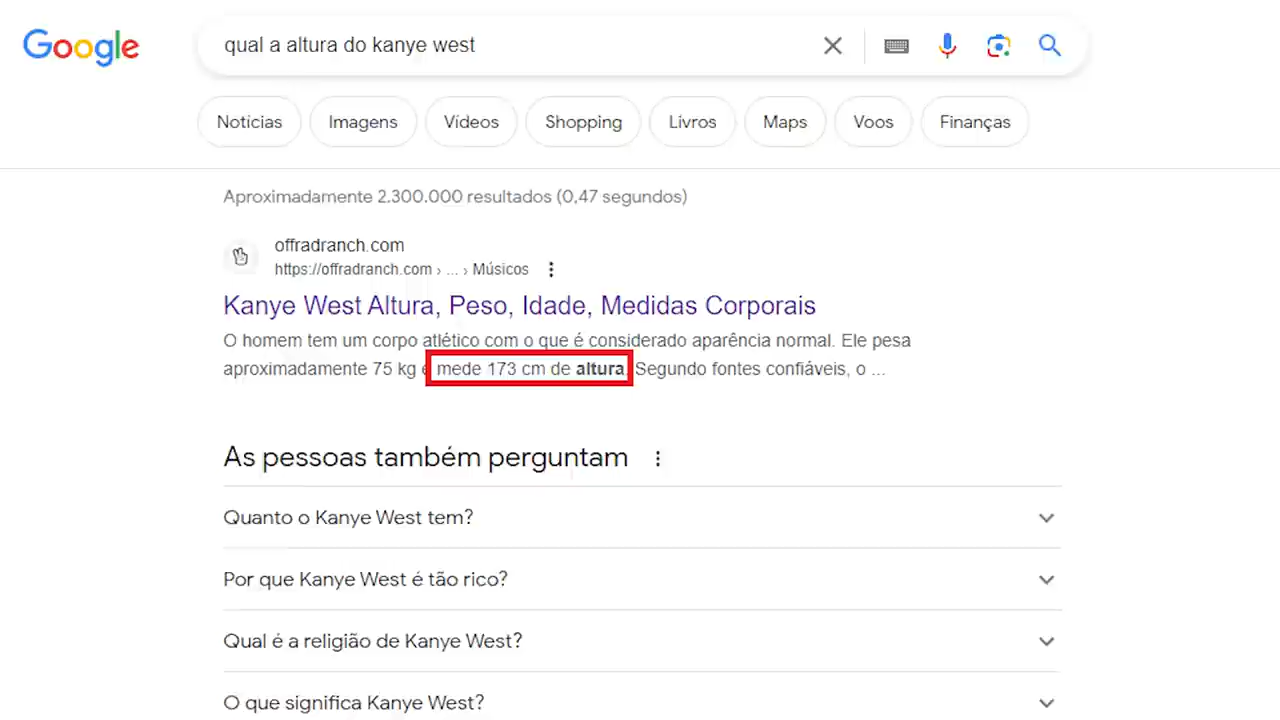 Google
qual a altura do kanye west
Notícias
Imagens
Vídeos
Shopping
Livros
Maps
Voos
Finanças
Aproximadamente 2.300.000 resultados (0,47 segundos)
offradranch.com
https://offradranch.com › ... › Músicos
Kanye West Altura, Peso, Idade, Medidas Corporais
O homem tem um corpo atlético com o que é considerado aparência normal. Ele pesa
aproximadamente 75 kg e mede 173 cm de altura. Segundo fontes confiáveis, o ...
As pessoas também perguntam
Quanto o Kanye West tem?
Por que Kanye West é tão rico?
Qual é a religião de Kanye West?
O que significa Kanye West?